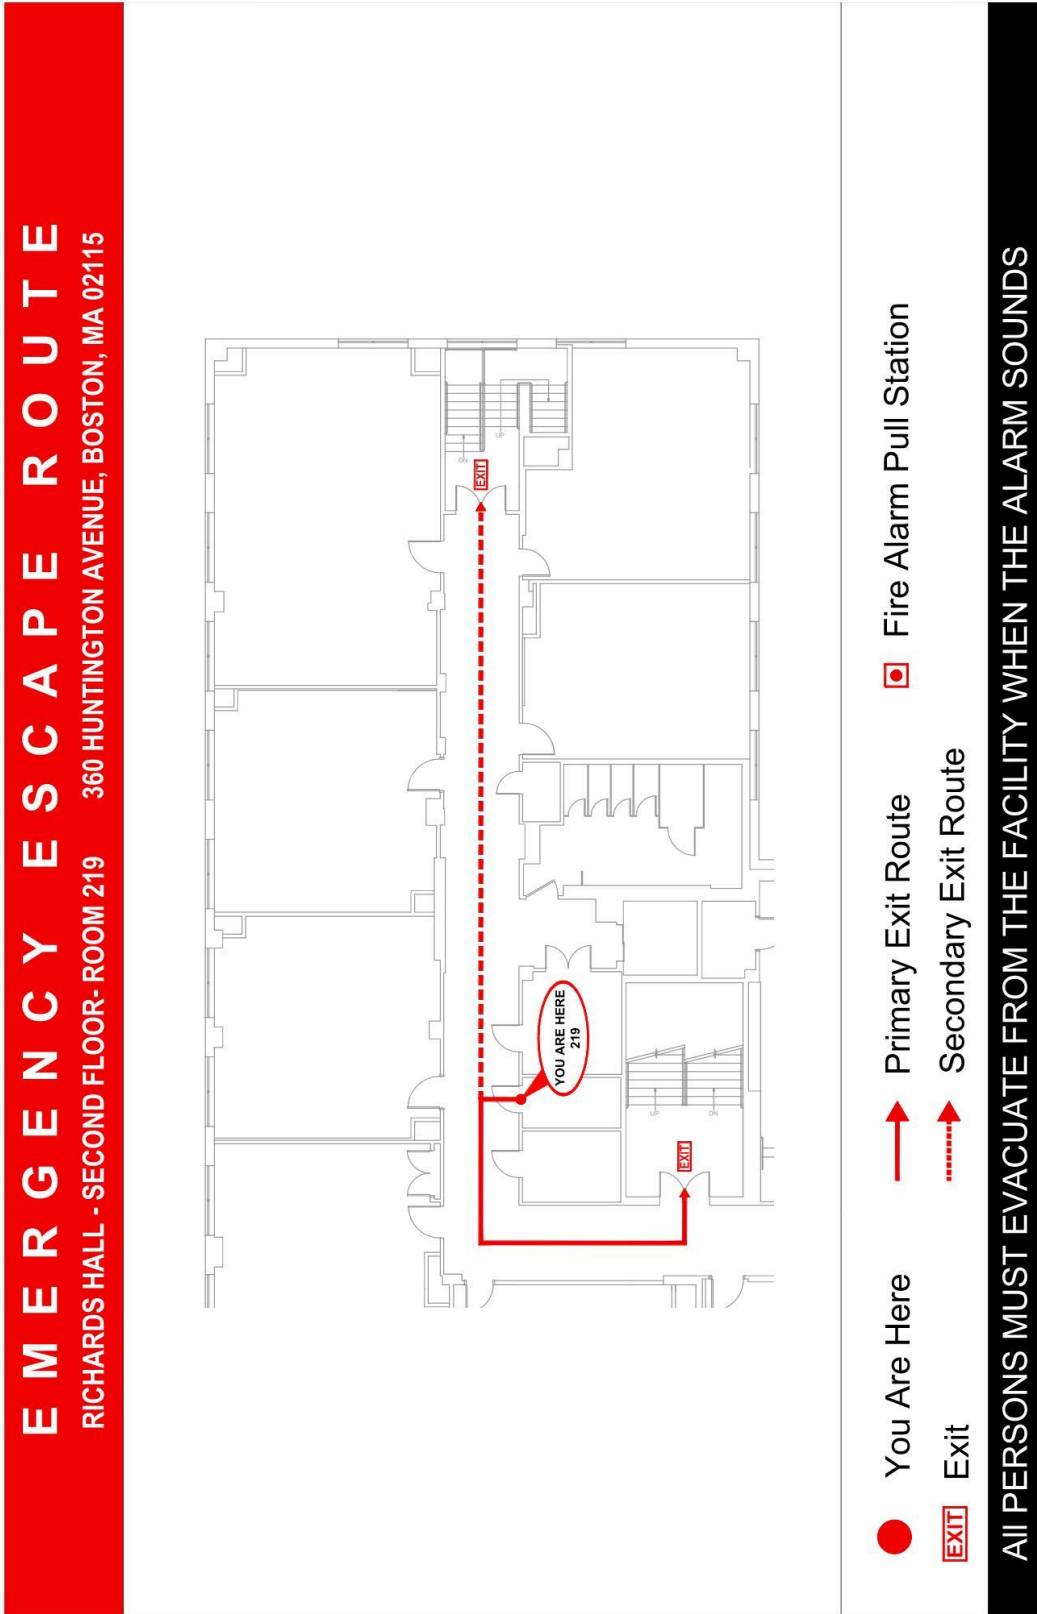 EMERGENCY ESCAPE ROUTE
RICHARDS HALL - SECOND FLOOR- ROOM 219 360 HUNTINGTON AVENUE, BOSTON, MA 02115
DN
UP
EXIT
YOU ARE HERE
219
UP
DN
EXIT
You Are Here
Primary Exit Route
Fire Alarm Pull Station
EXIT
Exit
Secondary Exit Route
All PERSONS MUST EVACUATE FROM THE FACILITY WHEN THE ALARM SOUNDS